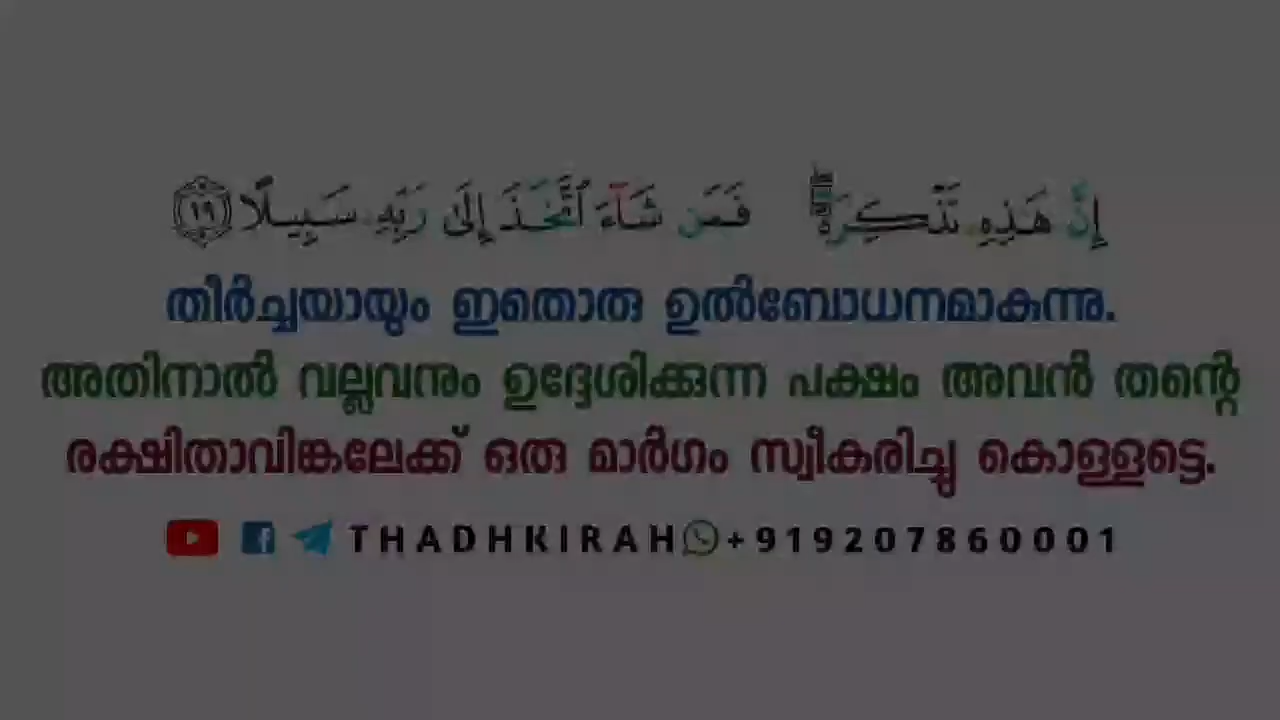 إِنَّ هَـٰذِهِۦ تَذْكِرَةٌ ۖ فَمَن شَآءَ ٱتَّخَذَ إِلَىٰ رَبِّهِۦ سَبِيلًا ١٩
തീർച്ചയായും ഇതൊരു ഉൽബോധനമാകുന്നു.
അതിനാൽ വല്ലവനും ഉദ്ദേശിക്കുന്ന പക്ഷം അവൻ തന്റെ
രക്ഷിതാവിങ്കലേക്ക് ഒരു മാർഗം സ്വീകരിച്ചു കൊള്ളട്ടെ.
THADHKIRAH +919207860001